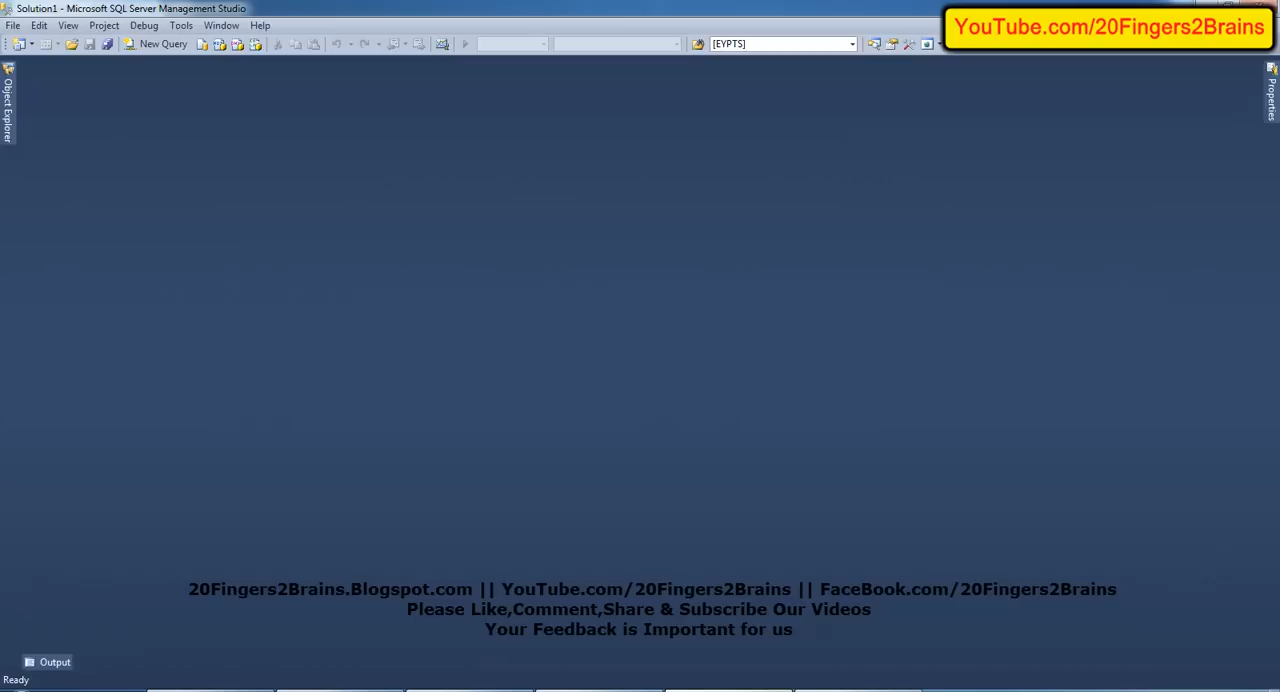 Solution1 - Microsoft SQL Server Management Studio
File Edit View Project Debug Tools Window Help
YouTube.com/20Fingers2Brains
New Query [EYPTS]
Object Explorer
Properties
20Fingers2Brains.Blogspot.com || YouTube.com/20Fingers2Brains || FaceBook.com/20Fingers2Brains
Please Like,Comment,Share & Subscribe Our Videos
Your Feedback is Important for us
Output
Ready